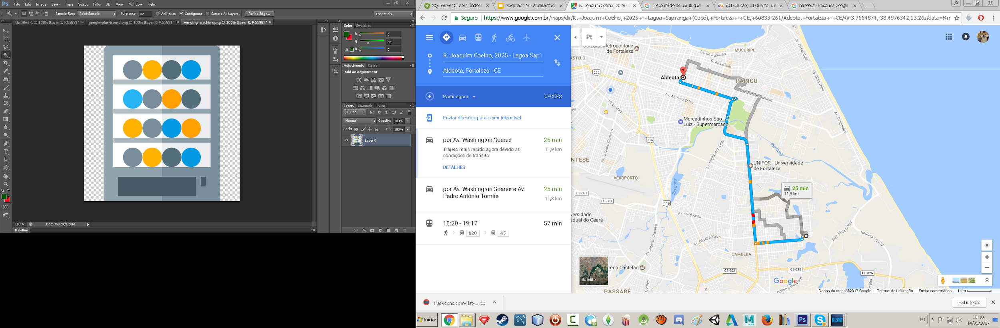 Ps File Edit Image Layer Type Select Filter 3D View Window Help
Sample Size: Point Sample Tolerance: 32 Anti-alias Contiguous Sample All Layers Refine Edge... Essentials
Untitled-1 @ 100% (Layer 1, RGB/8) * × google-plus-icon-2.png @ 100% (Layer 0, RGB/8) * × vending_machine.png @ 100% (Layer 0, RGB/8) * ×
Color Swatches
R 0
G 86
B 0
Adjustments Styles
Add an adjustment
Layers Channels Paths
Kind
Normal Opacity: 100%
Lock: Fill: 100%
Layer 0
fx
100% Doc: 768,0K/1,00M
Timeline
SQL Server Cluster: Índices
Med Machine - Apresentaçõ
R. Joaquim Coelho, 2025 - L
preço médio de um aluguel -
(01 Caução) 01 Quarto, sal
hangout - Pesquisa Google
Seguro https://www.google.com.br/maps/dir/R.+Joaquim+Coelho,+2025+-+Lagoa+Sapiranga+(Coité),+Fortaleza+-+CE,+60833-261/Aldeota,+Fortaleza+-+CE/@-3.7664874,-38.4976342,13.26z/data=!4m
R. Joaquim Coelho, 2025 - Lagoa Sapi
Aldeota, Fortaleza - CE
Partir agora OPÇÕES
Enviar direções para o seu telemóvel
por Av. Washington Soares 25 min
Trajeto mais rápido agora devido às 11,9 km
condições de trânsito
DETALHES
por Av. Washington Soares e Av. 25 min
Padre Antônio Tomás 11,8 km
18:20 - 19:17 57 min
820 45
Pt
Catedral Metropolitana
de Fortaleza
MUCURIPE
Av. da Abolição
R. Ana Bilhar
Av. César Cals
ASTELO
222
Aldeota
PAPICU
Av. Santos Dumont
Av. Dioguinho
Av. Antônio Sales
13 de Maio
Mercadinhos São
Luiz - Supermercado
Av. Dioguinho
116
Av. Luciano Carneiro
Av. Rogaciano Leite
Rio Cocó
NTESE
UNIFOR - Universidade
de Fortaleza
AEROPORTO
Rio Cocó
25 min
11,8 km
CE-501
CE-501
116
versidade
adual do Ceará
Av. José Leon
Av. Alberto Craveiro
Av. Oliveira Paiva
Rua Sabiaguaba
Rodovia CE 010
CAMBEBA
rena Castelão
CE-402
CE-025
CE-025
Satélite
PASSARÉ
Google
Odilon Guimarães
Dados do mapa ©2017 Google Termos de Utilização Enviar comentários 1 km
Flat-Icons.com-Flat-....ico Exibir todos
Iniciar
MAYA
Ps
BLIZZARD
PT
18:10
14/05/2017